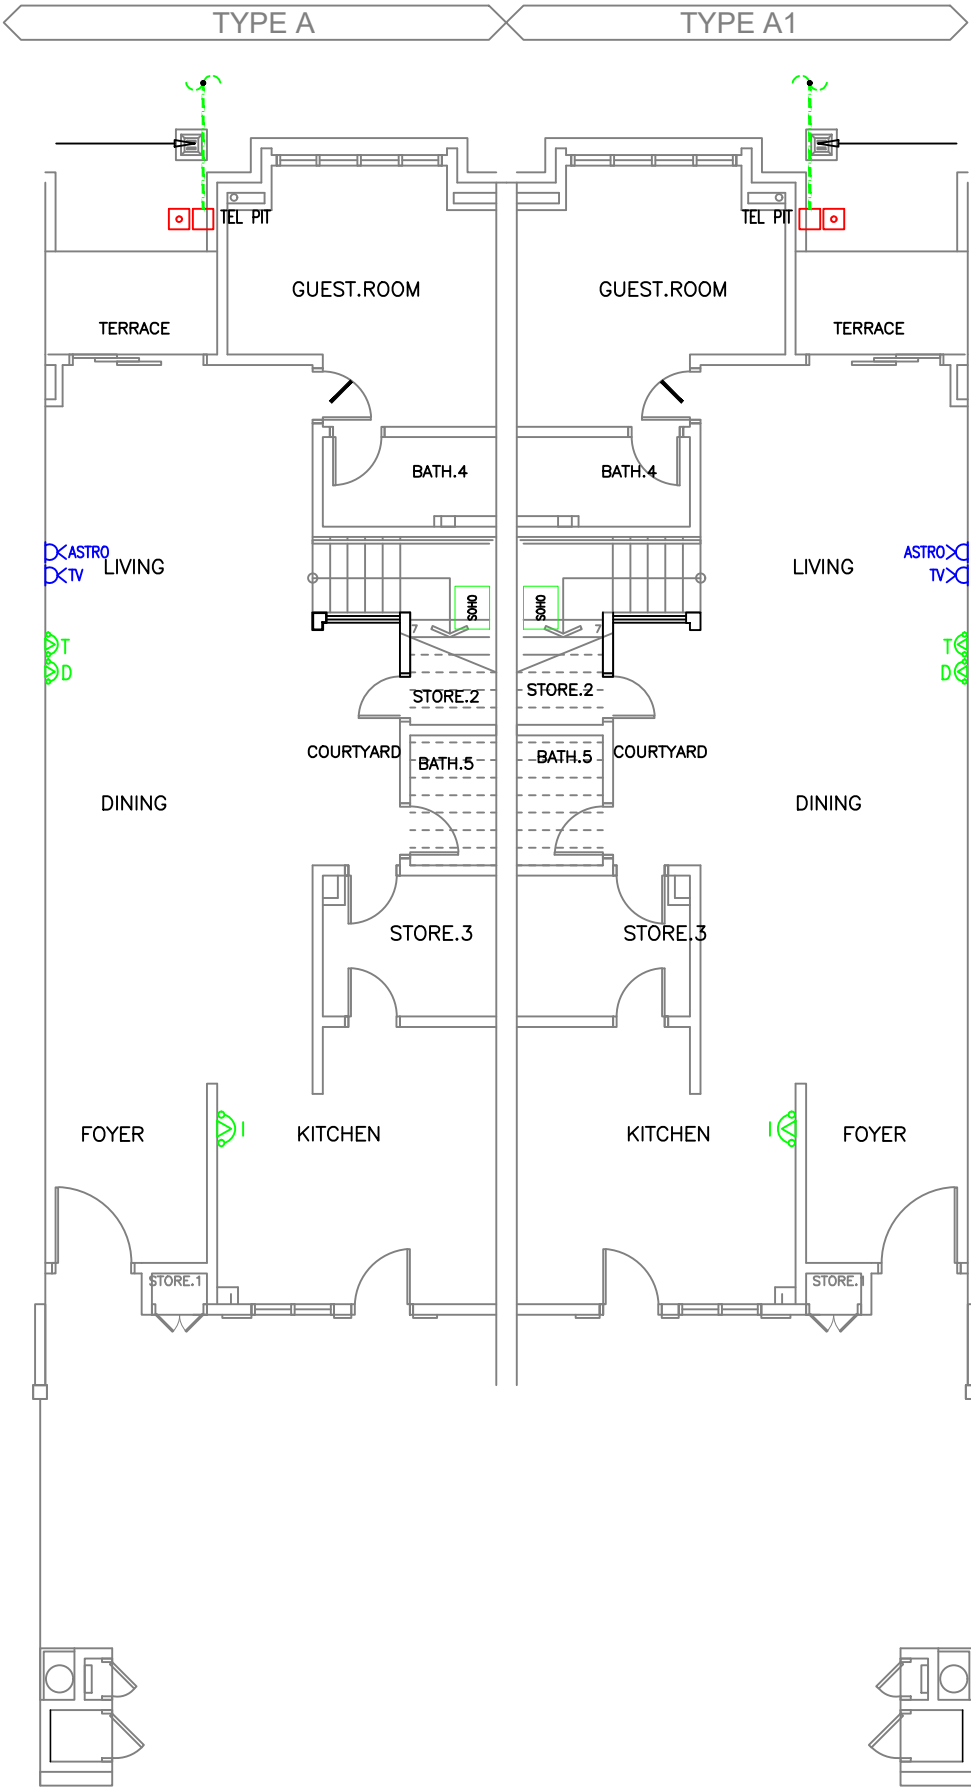 TYPE A TYPE A1
TEL PIT TEL PIT
GUEST.ROOM GUEST.ROOM
TERRACE TERRACE
BATH.4 BATH.4
ASTRO ASTRO
LIVING LIVING
TV TV
SOHO SOHO
7 7
T T
D D
STORE.2 STORE.2
COURTYARD COURTYARD
BATH.5 BATH.5
DINING DINING
STORE.3 STORE.3
FOYER I KITCHEN KITCHEN I FOYER
STORE.1 STORE.1